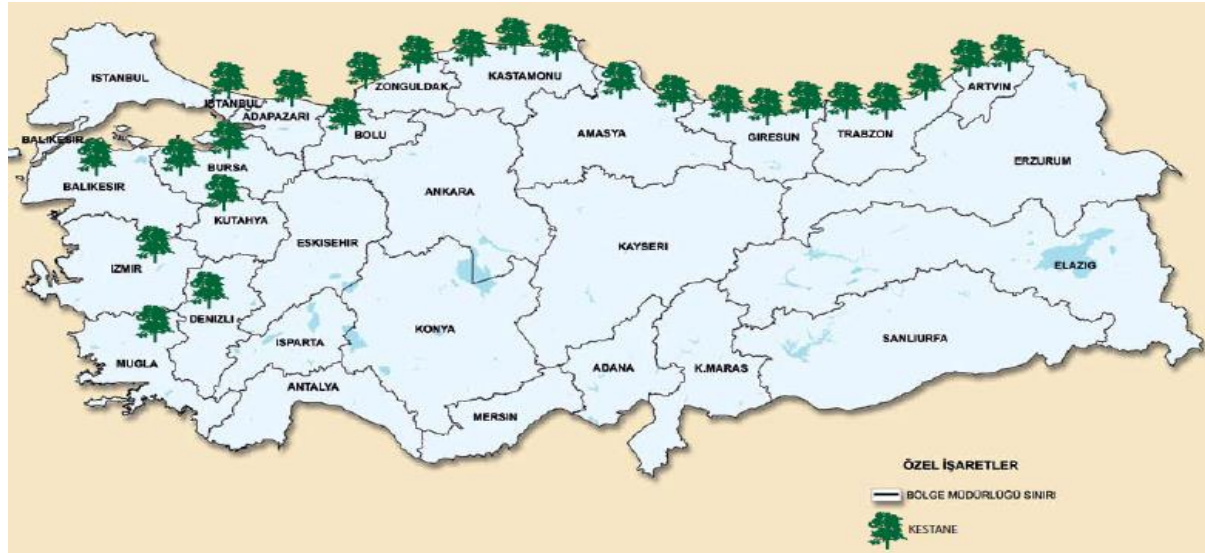 ISTANBUL
ISTANBUL
ADAPAZARI
ZONGULDAK
KASTAMONU
BOLU
AMASYA
GIRESUN
TRABZON
ARTVIN
ERZURUM
BALIKESIR
BALIKESIR
BURSA
KUTAHYA
ESKISEHIR
ANKARA
KAYSERI
ELAZIG
IZMIR
DENIZLI
MUGLA
ISPARTA
ANTALYA
KONYA
MERSIN
ADANA
K.MARAS
SANLIURFA
ÖZEL İŞARETLER
BÖLGE MÜDÜRLÜĞÜ SINIRI
KESTANE